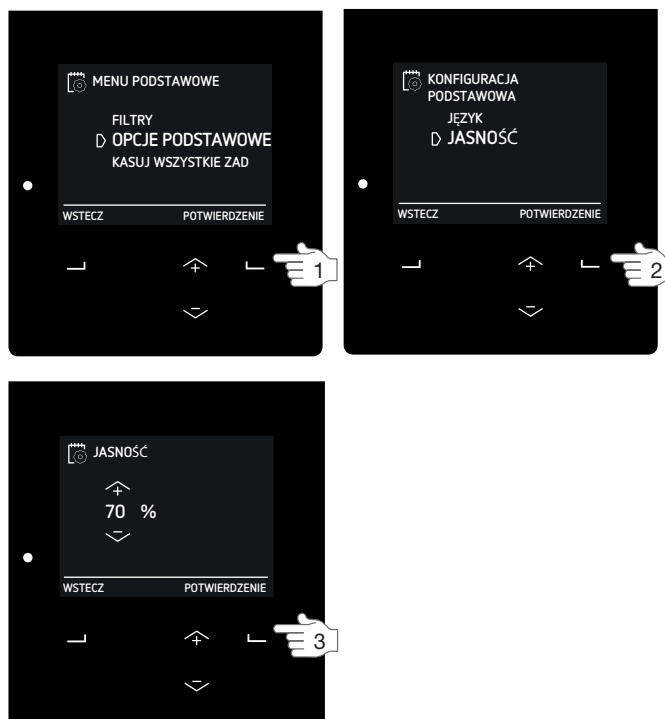 MENU PODSTAWOWE
FILTRY
OPCJE PODSTAWOWE
KASUJ WSZYSTKIE ZAD
WSTECZ POTWIERDZENIE
1
KONFIGURACJA
PODSTAWOWA
JĘZYK
JASNOŚĆ
WSTECZ POTWIERDZENIE
2
JASNOŚĆ
70 %
WSTECZ POTWIERDZENIE
3